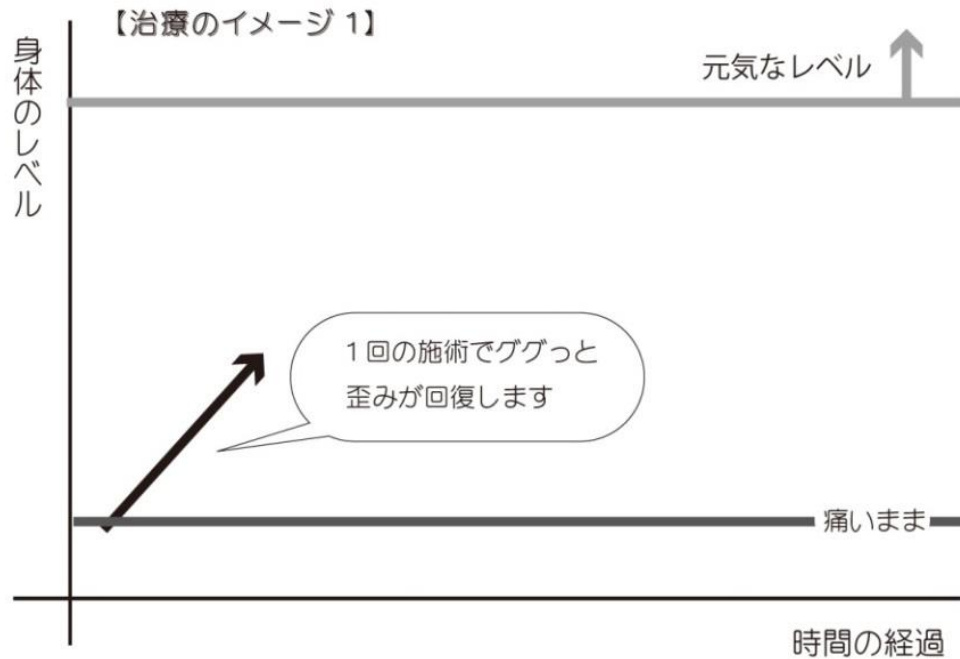 【治療のイメージ 1】
身体のレベル
元気なレベル
1回の施術でググっと
歪みが回復します
痛いまま
時間の経過